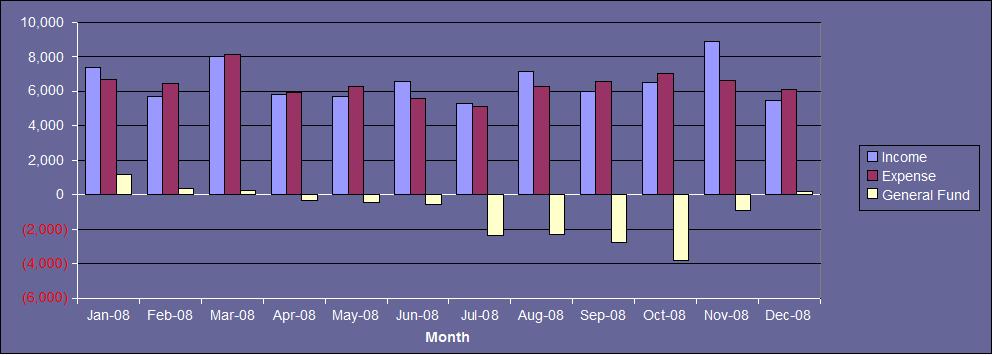 10,000
8,000
6,000
4,000
2,000
0
(2,000)
(4,000)
(6,000)
Jan-08 Feb-08 Mar-08 Apr-08 May-08 Jun-08 Jul-08 Aug-08 Sep-08 Oct-08 Nov-08 Dec-08
Month
Income
Expense
General Fund